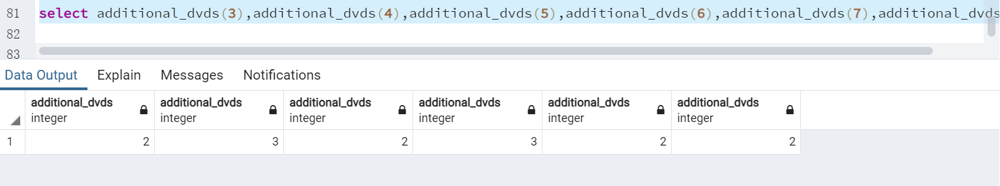 81 select additional_dvds(3),additional_dvds(4),additional_dvds(5),additional_dvds(6),additional_dvds(7),additional_dvds
82
83
Data Output Explain Messages Notifications
additional_dvds additional_dvds additional_dvds additional_dvds additional_dvds additional_dvds
integer integer integer integer integer integer
1 2 3 2 3 2 2